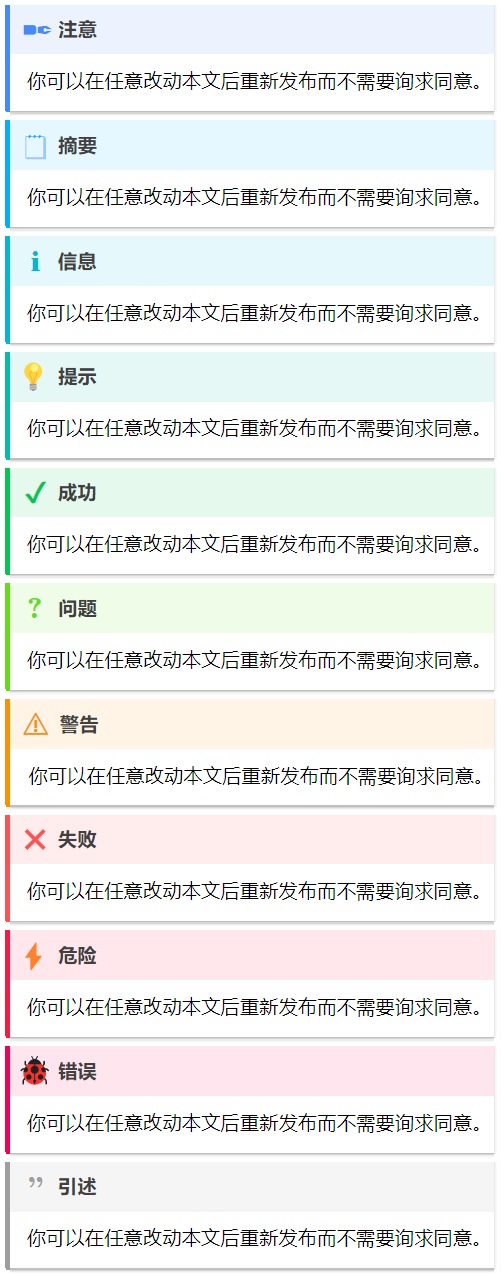 注意
你可以在任意改动本文后重新发布而不需要询求同意。
摘要
你可以在任意改动本文后重新发布而不需要询求同意。
信息
你可以在任意改动本文后重新发布而不需要询求同意。
提示
你可以在任意改动本文后重新发布而不需要询求同意。
成功
你可以在任意改动本文后重新发布而不需要询求同意。
问题
你可以在任意改动本文后重新发布而不需要询求同意。
警告
你可以在任意改动本文后重新发布而不需要询求同意。
失败
你可以在任意改动本文后重新发布而不需要询求同意。
危险
你可以在任意改动本文后重新发布而不需要询求同意。
错误
你可以在任意改动本文后重新发布而不需要询求同意。
引述
你可以在任意改动本文后重新发布而不需要询求同意。